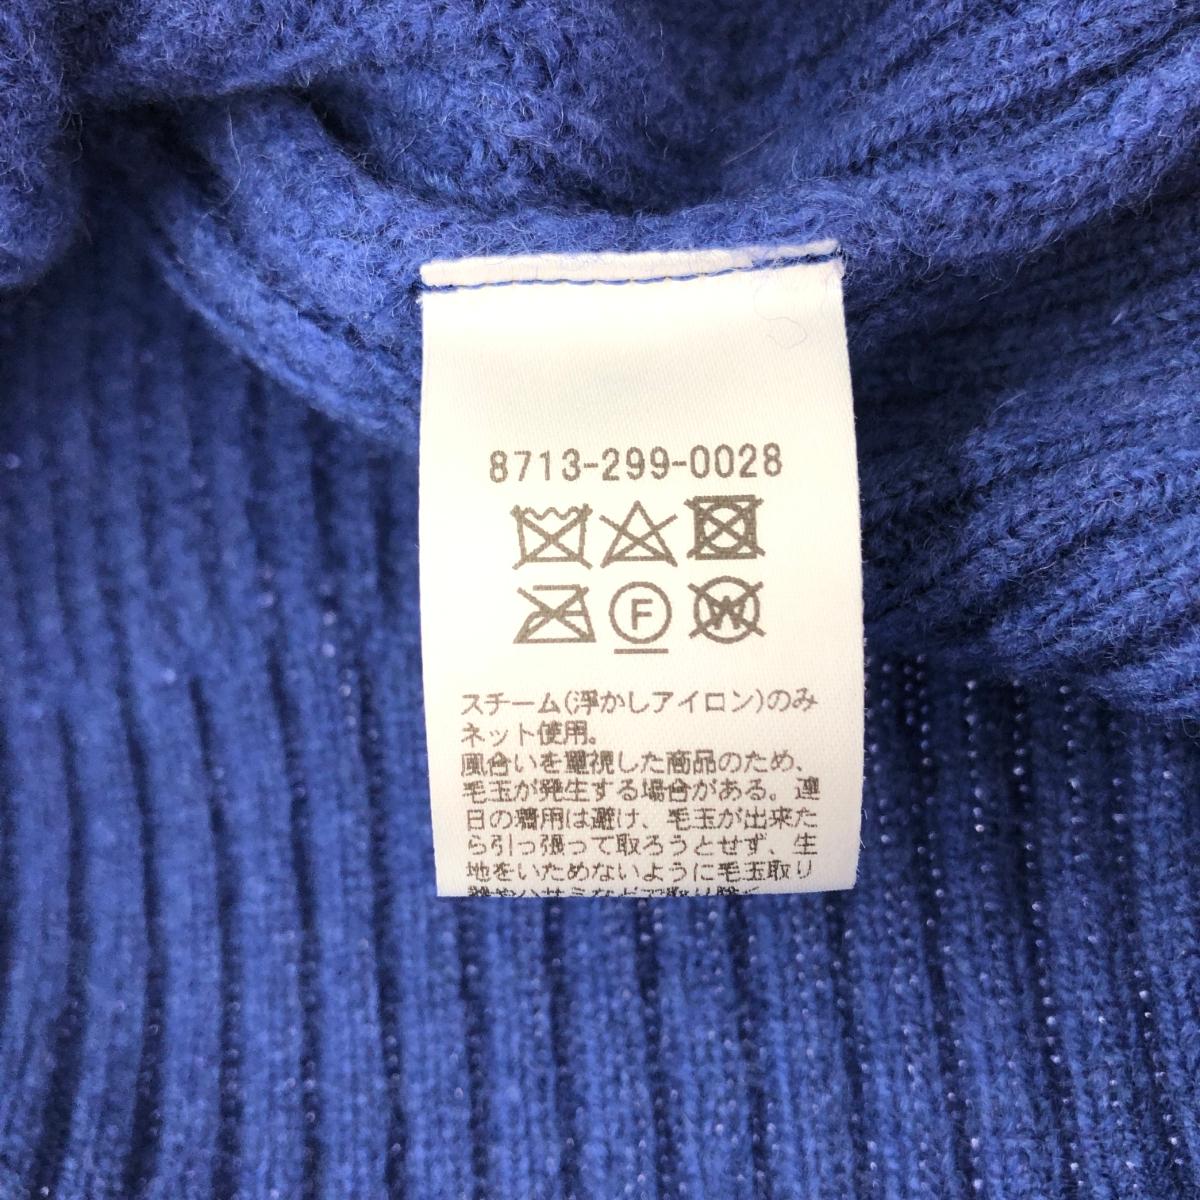 8713-299-0028
F
W
スチーム(浮かしアイロン)のみ
ネット使用。
風合いを重視した商品のため、
毛玉が発生する場合がある。連
日の着用は避け、毛玉が出来た
ら引っ張って取ろうとせず、生
地をいためないように毛玉取り